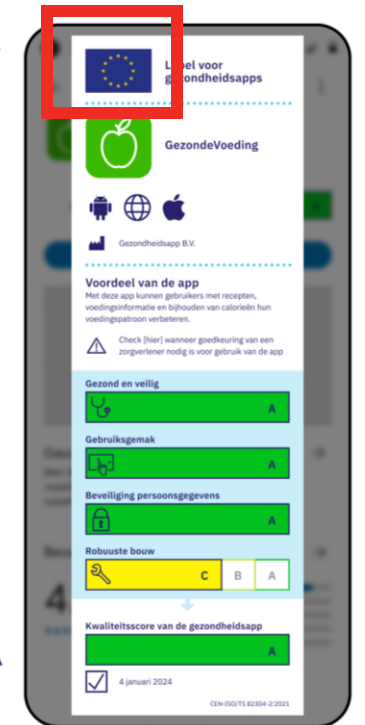 Label voor
gezondheidsapps
GezondeVoeding
Gezondheidsapp B.V.
Voordeel van de app
Met deze app kunnen gebruikers met recepten,
voedingsinformatie en bijhouden van calorieën hun
voedingspatroon verbeteren.
Check [hier] wanneer goedkeuring van een
zorgverlener nodig is voor gebruik van de app
Gezond en veilig
A
Gebruiksgemak
A
Beveiliging persoonsgegevens
A
Robuuste bouw
C B A
Kwaliteitsscore van de gezondheidsapp
A
4 januari 2024
CEN-ISO/TS 82304-2:2021
4